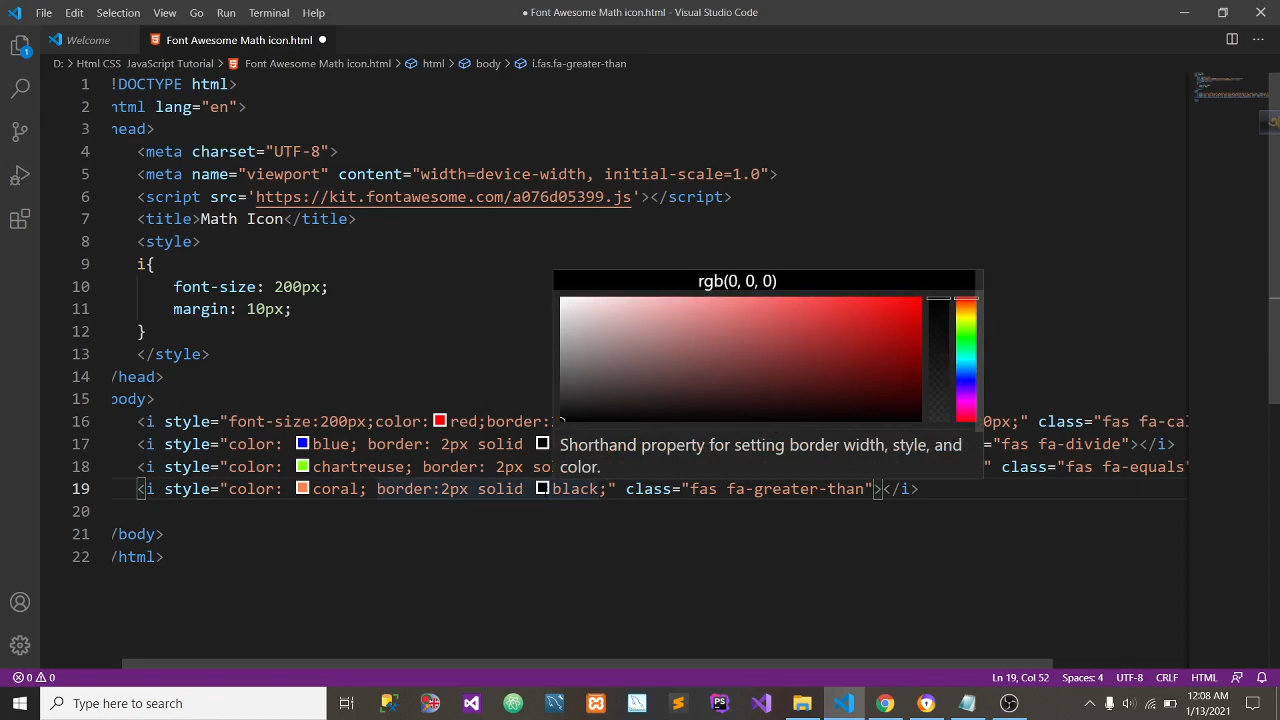 File Edit Selection View Go Run Terminal Help ● Font Awesome Math icon.html - Visual Studio Code
Welcome Font Awesome Math icon.html ●
D: > Html CSS JavaScript Tutorial > Font Awesome Math icon.html > html > body > i.fas.fa-greater-than
1 !DOCTYPE html>
2 html lang="en">
3 head>
4 <meta charset="UTF-8">
5 <meta name="viewport" content="width=device-width, initial-scale=1.0">
6 <script src='https://kit.fontawesome.com/a076d05399.js'></script>
7 <title>Math Icon</title>
8 <style>
9 i{
rgb(0, 0, 0)
10 font-size: 200px;
11 margin: 10px;
12 }
13 </style>
14 /head>
15 body>
16 <i style="font-size:200px;color: red;border: 0px;" class="fas fa-cal
17 <i style="color: blue; border: 2px solid ="fas fa-divide"></i>
Shorthand property for setting border width, style, and
18 <i style="color: chartreuse; border: 2px so class="fas fa-equals"
color.
19 <i style="color: coral; border:2px solid black;" class="fas fa-greater-than"></i>
20
21 /body>
22 /html>
0 0 Ln 19, Col 52 Spaces: 4 UTF-8 CRLF HTML
Type here to search
12:08 AM
1/13/2021